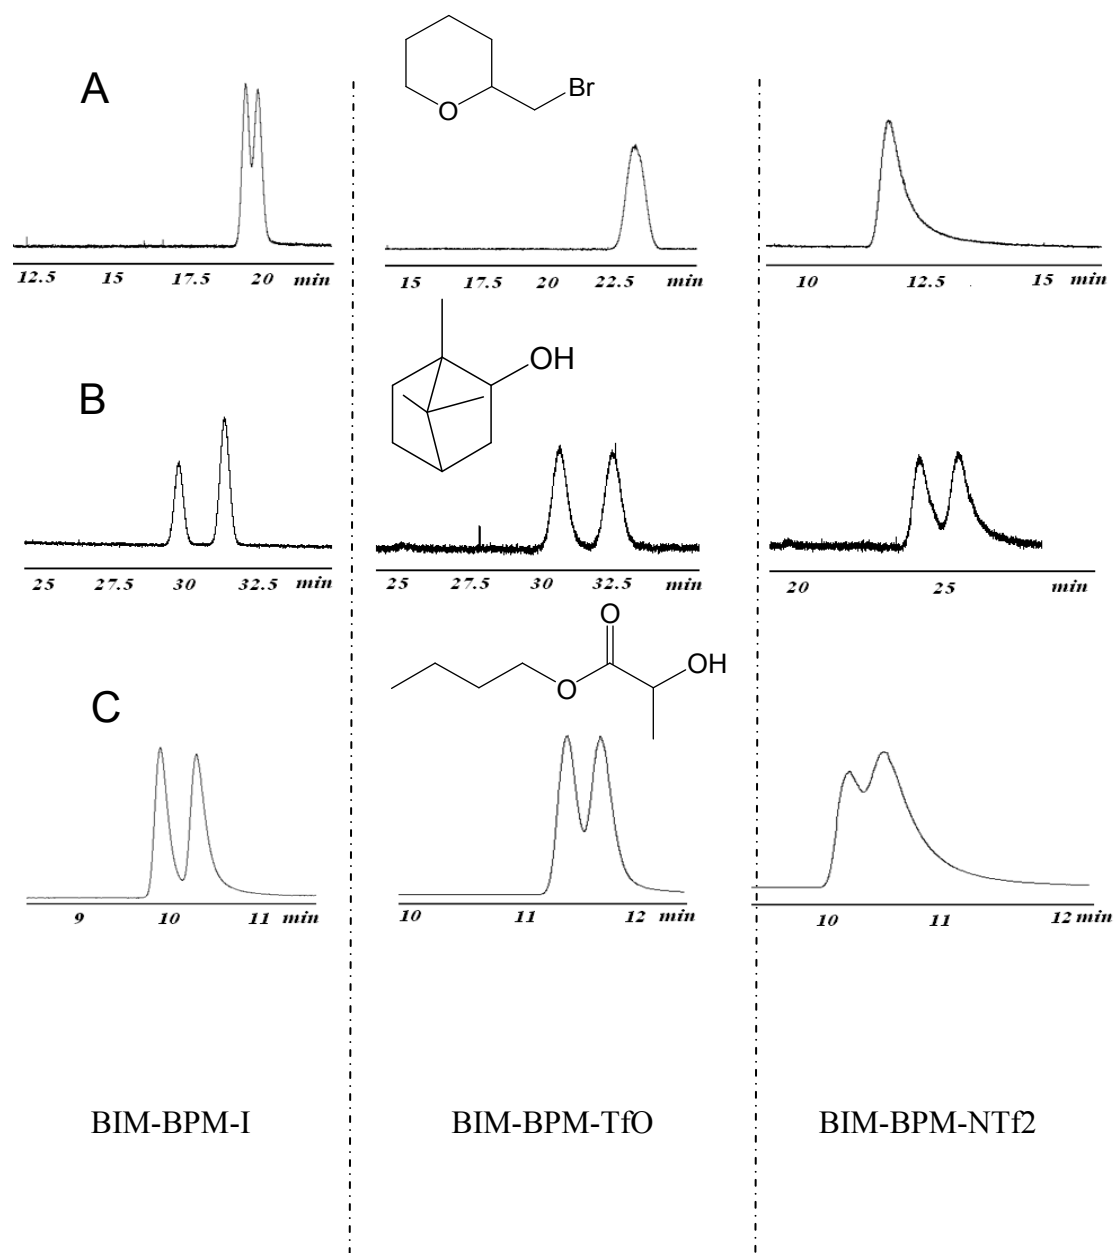 A
Br
O
12.5 15 17.5 20 min
15 17.5 20 22.5 min
10 12.5 15 min
B
OH
25 27.5 30 32.5 min
25 27.5 30 32.5 min
20 25 min
O
OH
O
C
9 10 11 min
10 11 12 min
10 11 12 min
BIM-BPM-I BIM-BPM-TfO BIM-BPM-NTf2